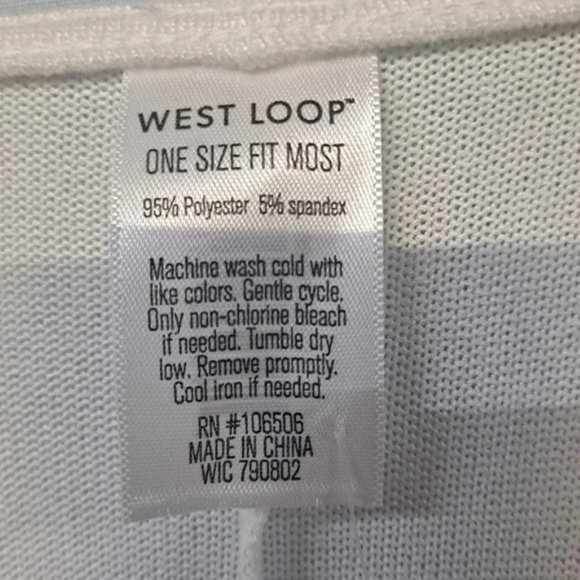 WEST LOOP™
ONE SIZE FIT MOST
95% Polyester 5% spandex
Machine wash cold with
like colors. Gentle cycle.
Only non-chlorine bleach
if needed. Tumble dry
low. Remove promptly.
Cool iron if needed.
RN #106506
MADE IN CHINA
WIC 790802